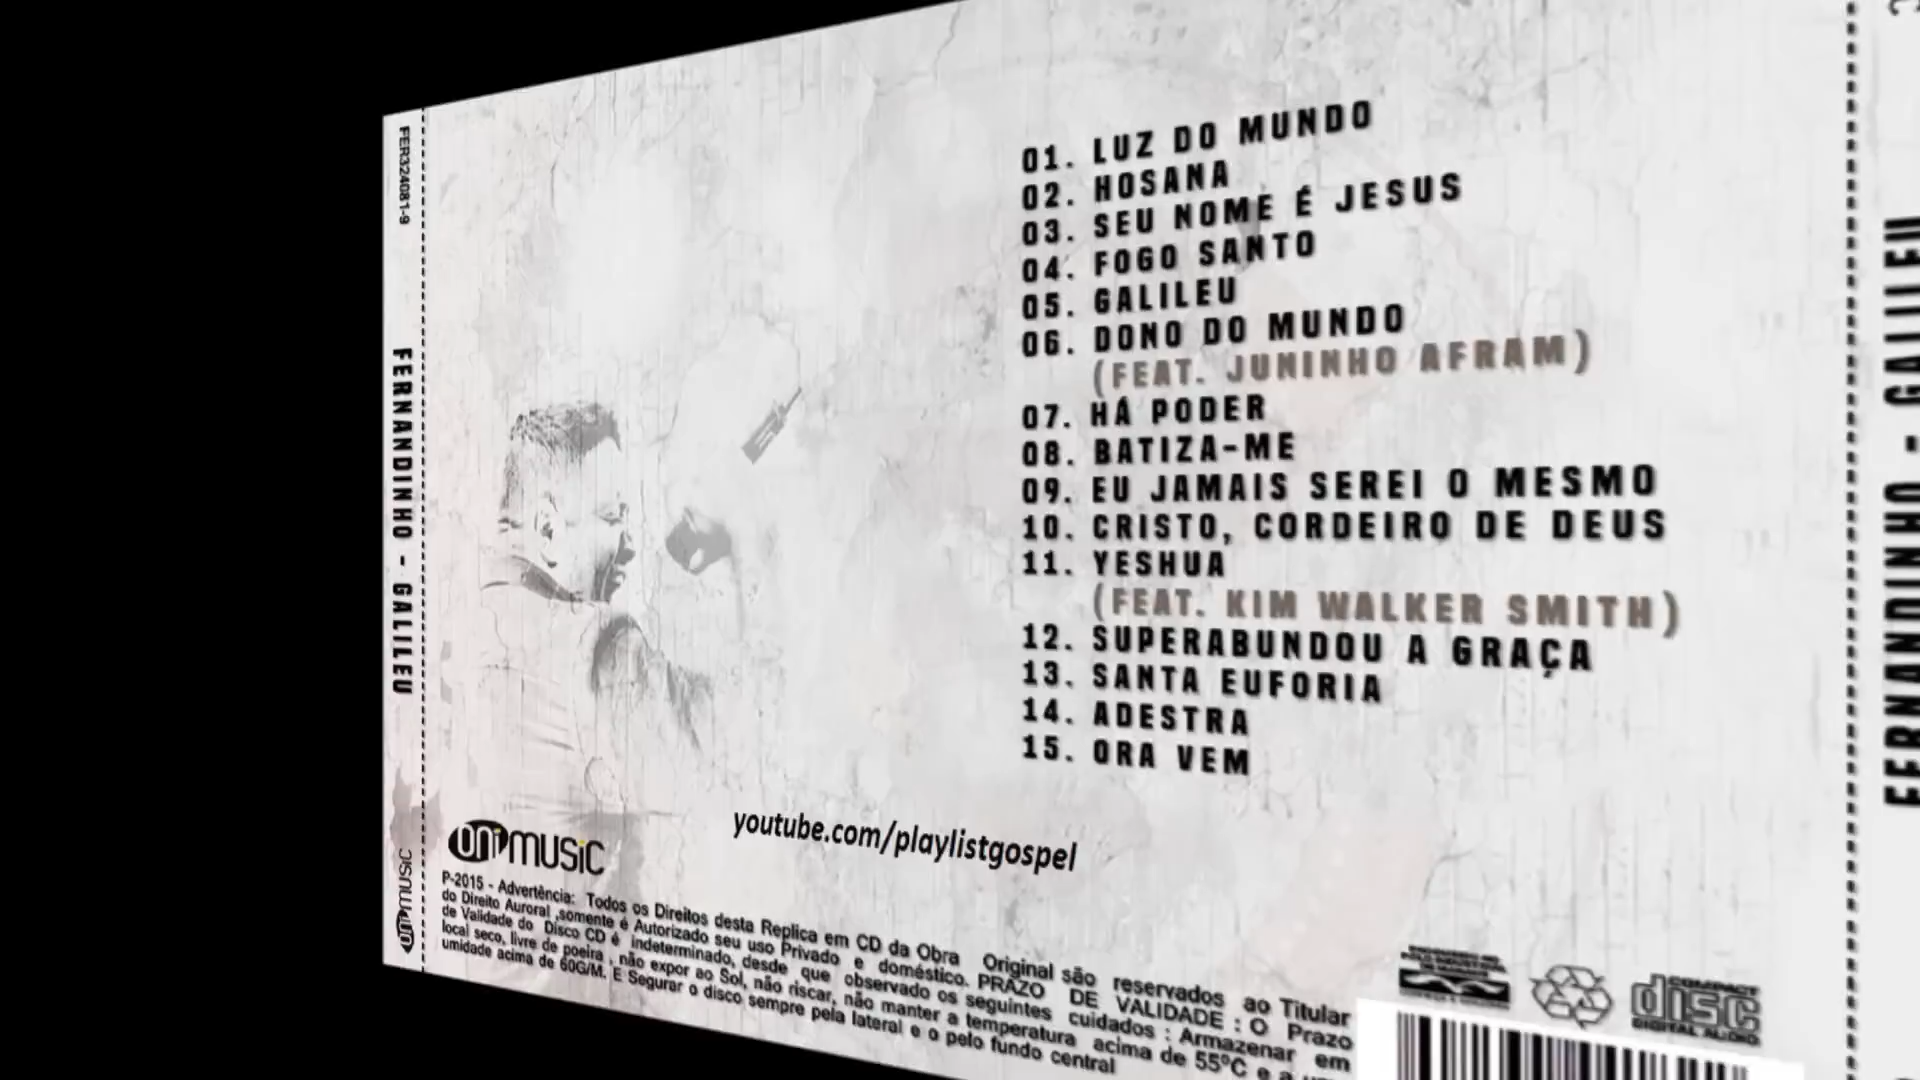 FER324081-9
FERNANDINHO - GALILEU
ONIMUSIC
01. LUZ DO MUNDO
02. HOSANA
03. SEU NOME É JESUS
04. FOGO SANTO
05. GALILEU
06. DONO DO MUNDO
(FEAT. JUNINHO AFRAM)
07. HÁ PODER
08. BATIZA-ME
09. EU JAMAIS SEREI O MESMO
10. CRISTO, CORDEIRO DE DEUS
11. YESHUA
(FEAT. KIM WALKER SMITH)
12. SUPERABUNDOU A GRAÇA
13. SANTA EUFORIA
14. ADESTRA
15. ORA VEM
youtube.com/playlistgospel
ONIMUSIC
P-2015 - Advertência: Todos os Direitos desta Replica em CD da Obra Original são reservados ao Titular
do Direito Auroral ,somente é Autorizado seu uso Privado e doméstico. PRAZO DE VALIDADE : O Prazo
de Validade do Disco CD é indeterminado, desde que observado os seguintes cuidados : Armazenar em
local seco, livre de poeira , não expor ao Sol, não riscar, não manter a temperatura acima de 55°C e a
umidade acima de 60G/M. E Segurar o disco sempre pela lateral e o pelo fundo central
COMPACT
disc
DIGITAL AUDIO
FERNANDINHO - GALILEU